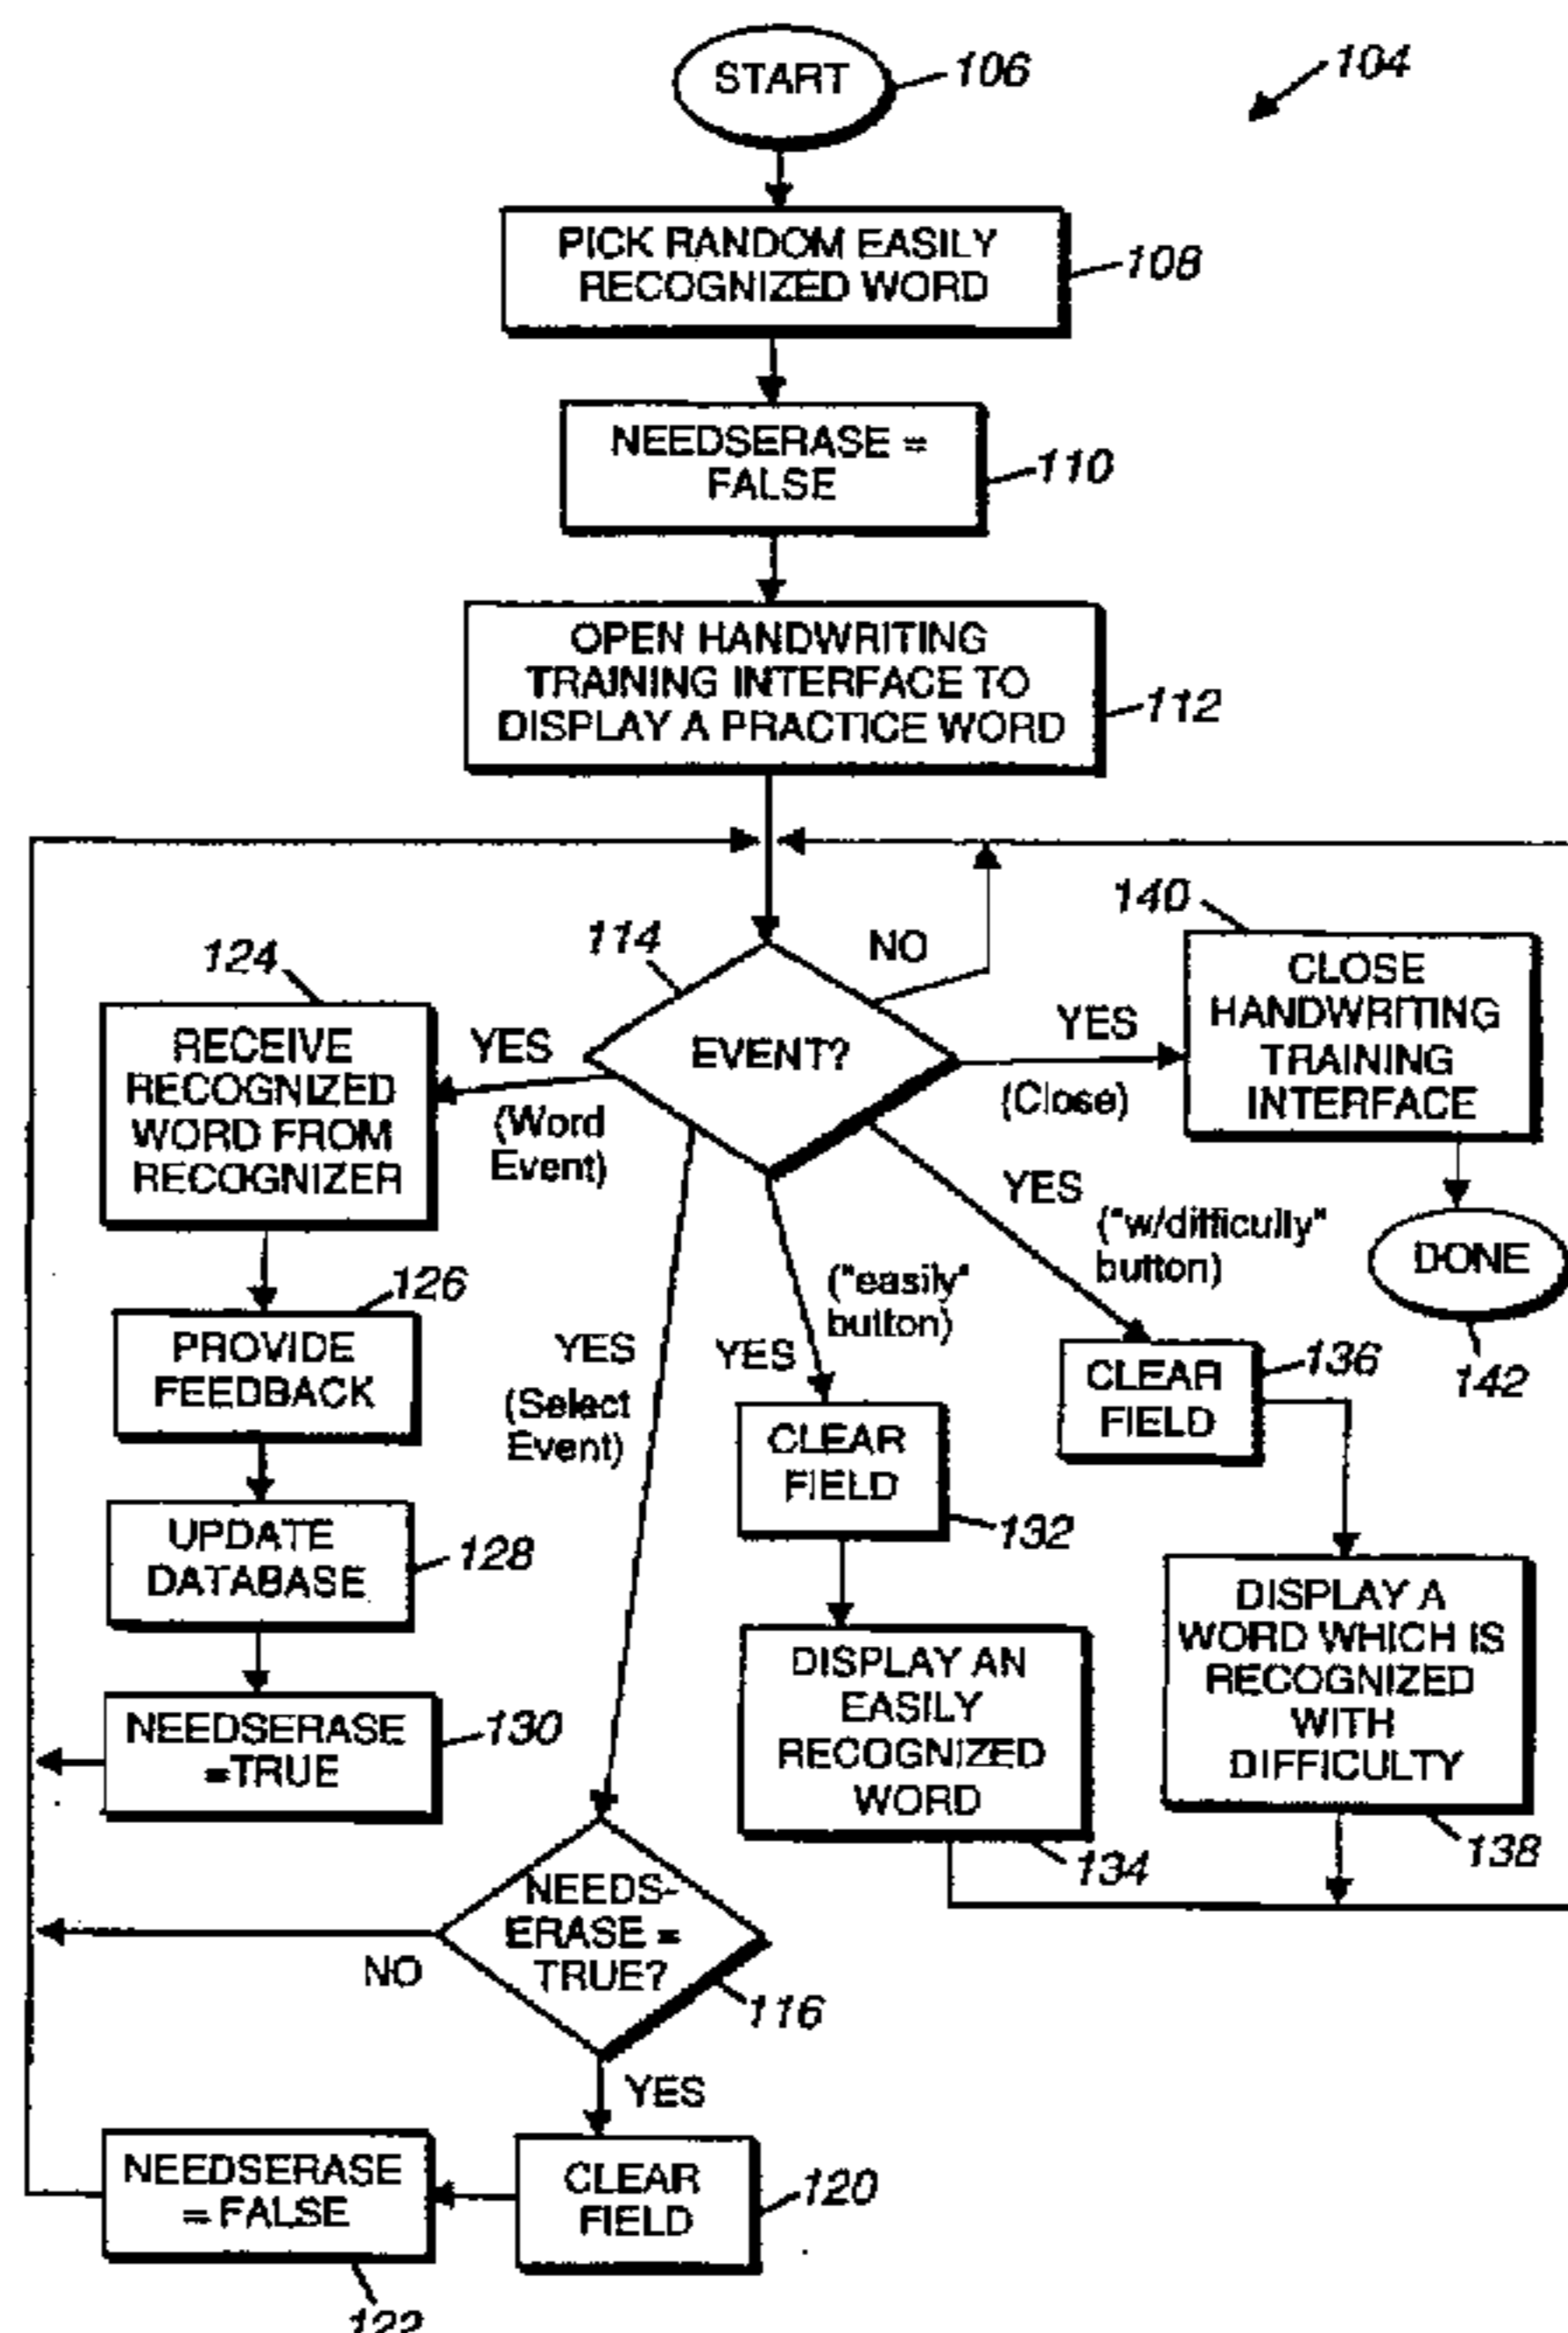 START
106
104
PICK RANDOM EASILY
RECOGNIZED WORD
108
NEEDSERASE =
FALSE
110
OPEN HANDWRITING
TRAINING INTERFACE TO
DISPLAY A PRACTICE WORD
112
114
EVENT?
NO
140
CLOSE
HANDWRITING
TRAINING
INTERFACE
YES
(Close)
DONE
142
124
RECEIVE
RECOGNIZED
WORD FROM
RECOGNIZER
YES
(Word
Event)
126
PROVIDE
FEEDBACK
UPDATE
DATABASE
128
NEEDSERASE
=TRUE
130
YES
(Select
Event)
YES
("easily"
button)
CLEAR
FIELD
132
DISPLAY AN
EASILY
RECOGNIZED
WORD
134
YES
("w/difficully"
button)
CLEAR
FIELD
136
DISPLAY A
WORD WHICH IS
RECOGNIZED
WITH
DIFFICULTY
138
NEEDS-
ERASE =
TRUE?
116
NO
YES
CLEAR
FIELD
120
NEEDSERASE
= FALSE
122